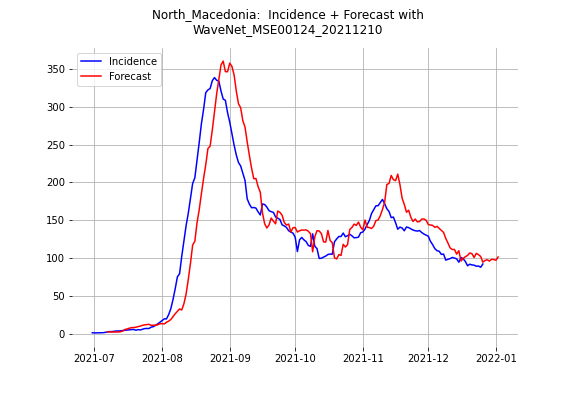 North_Macedonia:  Incidence + Forecast with
WaveNet_MSE00124_20211210
Incidence
Forecast
350
300
250
200
150
100
50
0
2021-07 2021-08 2021-09 2021-10 2021-11 2021-12 2022-01